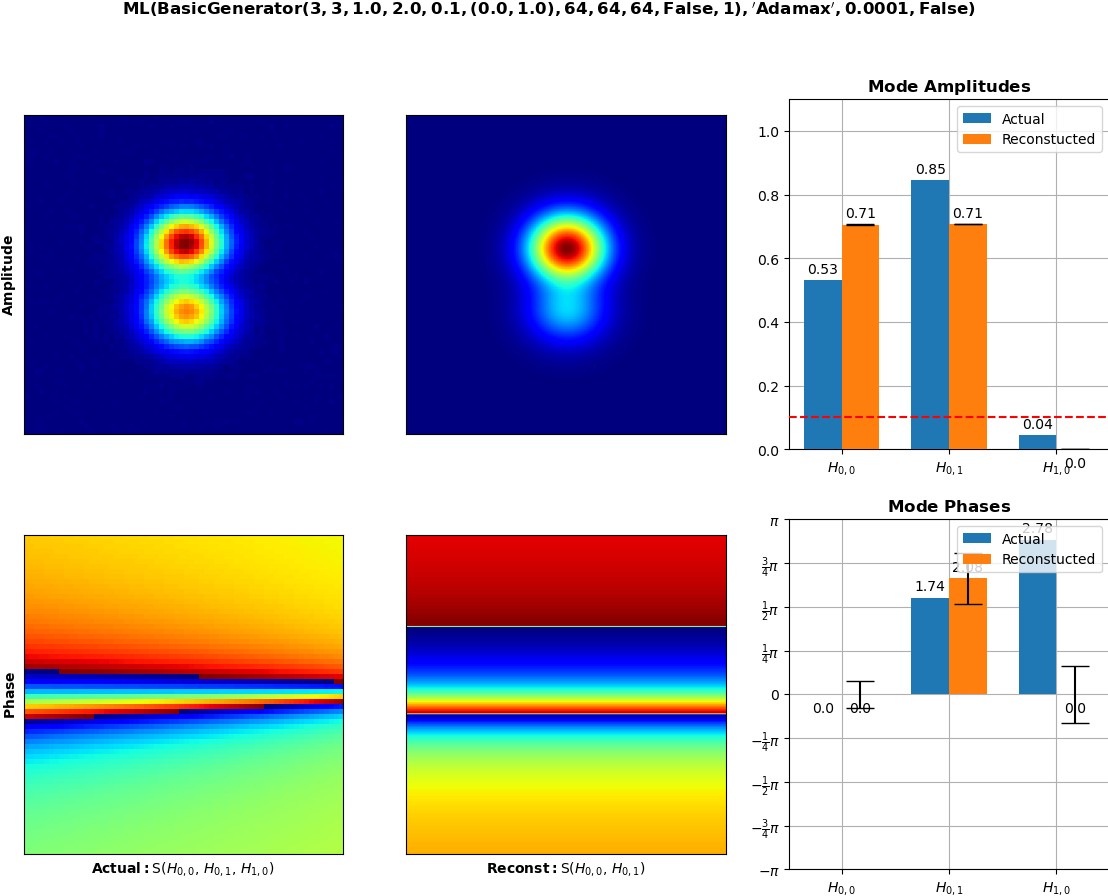 ML(BasicGenerator(3, 3, 1.0, 2.0, 0.1, (0.0, 1.0), 64, 64, 64, False, 1), 'Adamax', 0.0001, False)
Amplitude
Mode Amplitudes
Actual
Reconstucted
1.0
0.8
0.6
0.4
0.2
0.0
0.53
0.71
0.85
0.71
0.04
0.0
H0,0
H0,1
H1,0
Phase
Actual: S(H0,0, H0,1, H1,0)
Reconst: S(H0,0, H0,1)
Mode Phases
Actual
Reconstucted
π
3/4π
1/2π
1/4π
0
−1/4π
−1/2π
−3/4π
−π
0.0
0.0
1.74
2.08
2.78
0.0
H0,0
H0,1
H1,0